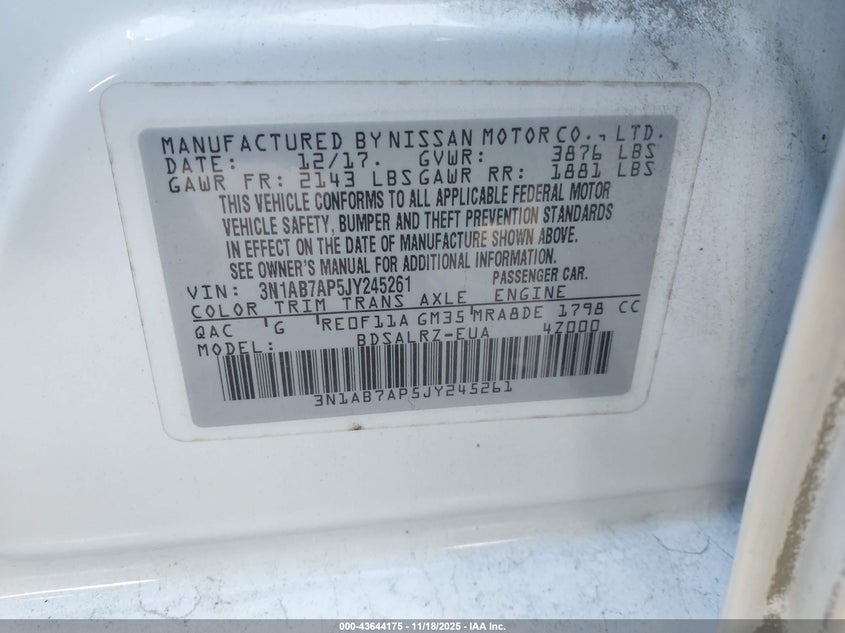 MANUFACTURED BY NISSAN MOTOR CO., LTD.
DATE: 12/17. GVWR: 3876 LBS
GAWR FR: 2143 LBS GAWR RR: 1881 LBS
THIS VEHICLE CONFORMS TO ALL APPLICABLE FEDERAL MOTOR
VEHICLE SAFETY, BUMPER AND THEFT PREVENTION STANDARDS
IN EFFECT ON THE DATE OF MANUFACTURE SHOWN ABOVE.
SEE OWNER'S MANUAL FOR ADDITIONAL INFORMATION.
VIN: 3N1AB7AP5JY245261 PASSENGER CAR.
COLOR TRIM TRANS AXLE ENGINE
QAC 'G 'RE0F11A GM35'MRA8DE 1798 CC
MODEL: BDSALRZ-EUA 4Z000
3N1AB7AP5JY245261
000-43644175 - 11/18/2025 - IAA Inc.